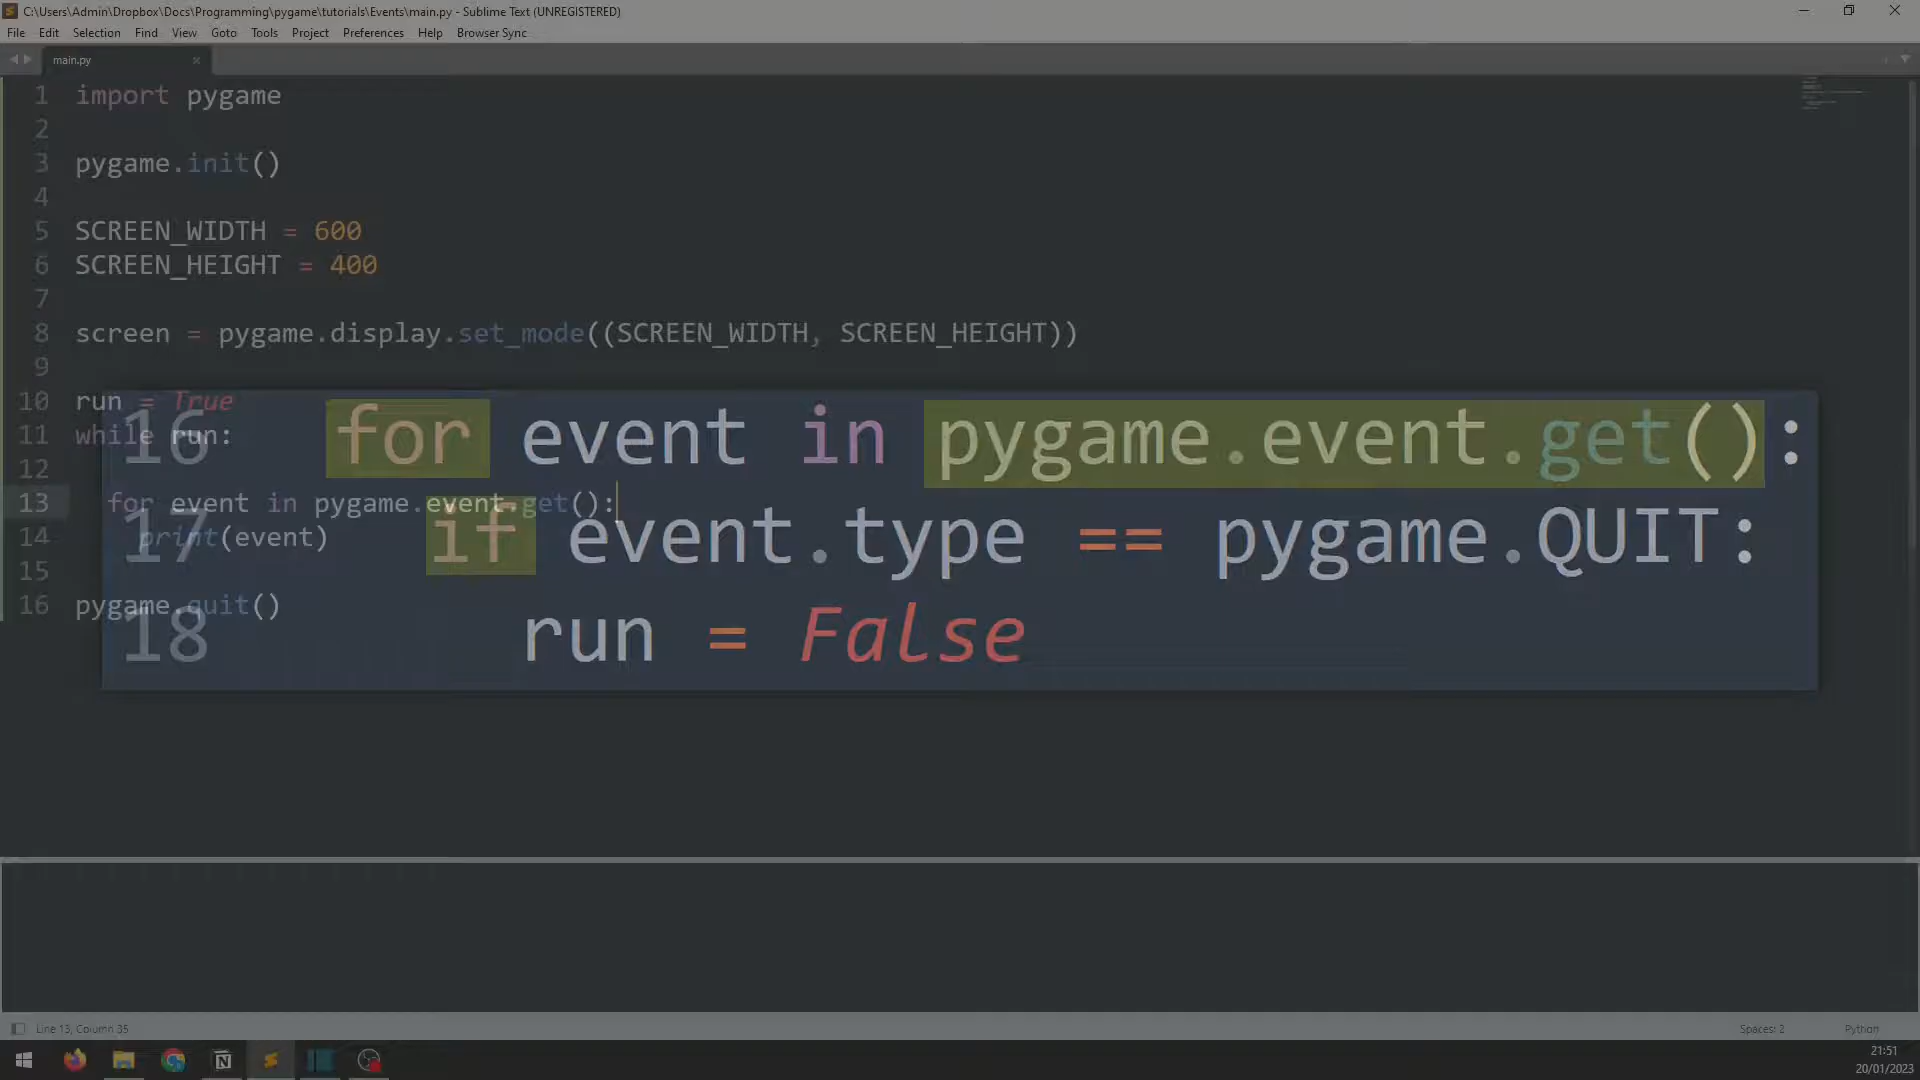 C:\Users\Admin\Dropbox\Docs\Programming\pygame\tutorials\Events\main.py - Sublime Text (UNREGISTERED)
File Edit Selection Find View Goto Tools Project Preferences Help Browser Sync
main.py
1 import pygame
2
3 pygame.init()
4
5 SCREEN_WIDTH = 600
6 SCREEN_HEIGHT = 400
7
8 screen = pygame.display.set_mode((SCREEN_WIDTH, SCREEN_HEIGHT))
9
10 run = True
11 while run:
12
13 for event in pygame.event.get():
14 print(event)
15
16 pygame.quit()
16 for event in pygame.event.get():
17 if event.type == pygame.QUIT:
18 run = False
Line 13, Column 35
Spaces: 2
Python
21:51
20/01/2023